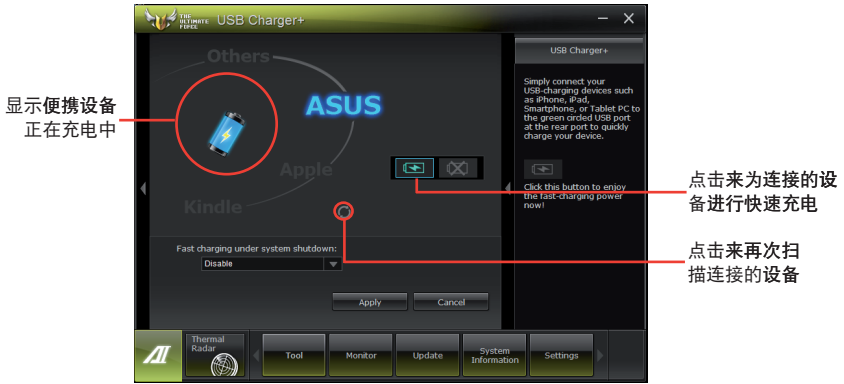 THE ULTIMATE FORCE USB Charger+
Others
ASUS
Apple
Kindle
Fast charging under system shutdown:
Disable
Apply
Cancel
USB Charger+
Simply connect your
USB-charging devices such
as iPhone, iPad,
Smartphone, or Tablet PC to
the green circled USB port
at the rear port to quickly
charge your device.
Click this button to enjoy
the fast-charging power
now!
Thermal
Radar
Tool
Monitor
Update
System
Information
Settings
显示便携设备
正在充电中
点击来为连接的设
备进行快速充电
点击来再次扫
描连接的设备